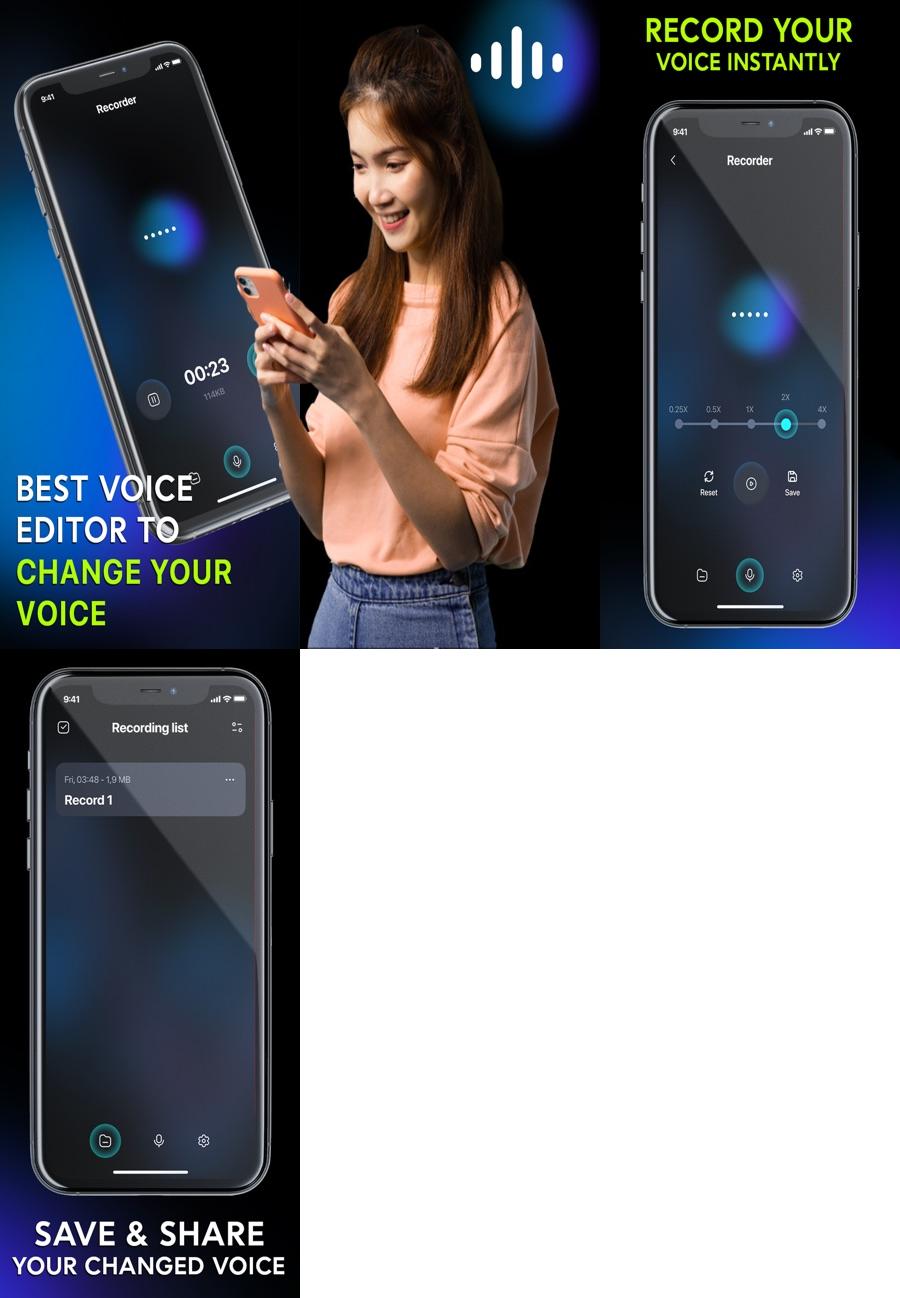 9:41
Recorder
00:23
114KB
BEST VOICE
EDITOR TO
CHANGE YOUR
VOICE
RECORD YOUR
VOICE INSTANTLY
9:41
Recorder
0.25X 0.5X 1X 2X 4X
Reset Save
9:41
Recording list
Fri, 03:48 - 1,9 MB
Record 1
SAVE & SHARE
YOUR CHANGED VOICE